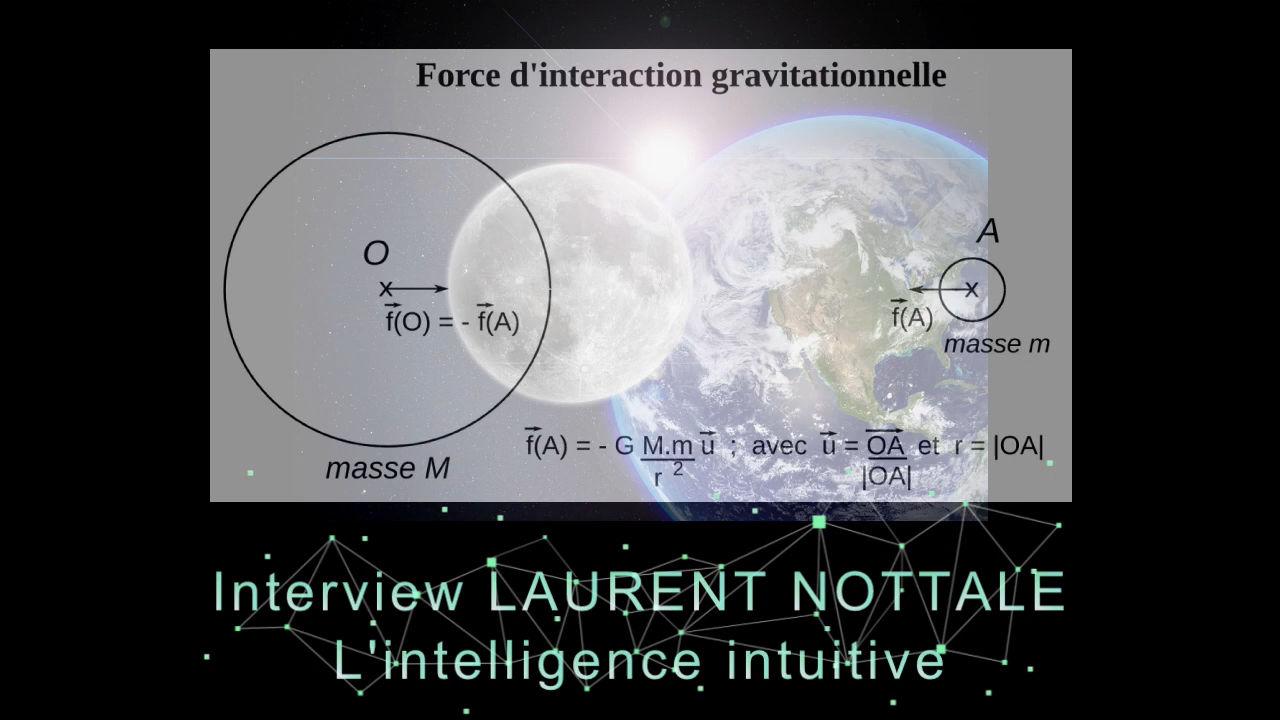 Force d'interaction gravitationnelle
O
A
x
x
f(O) = - f(A)
f(A)
masse m
f(A) = - G M.m/r 2 u ; avec u = OA/|OA| et r = |OA|
masse M
Interview LAURENT NOTTALE
L'intelligence intuitive